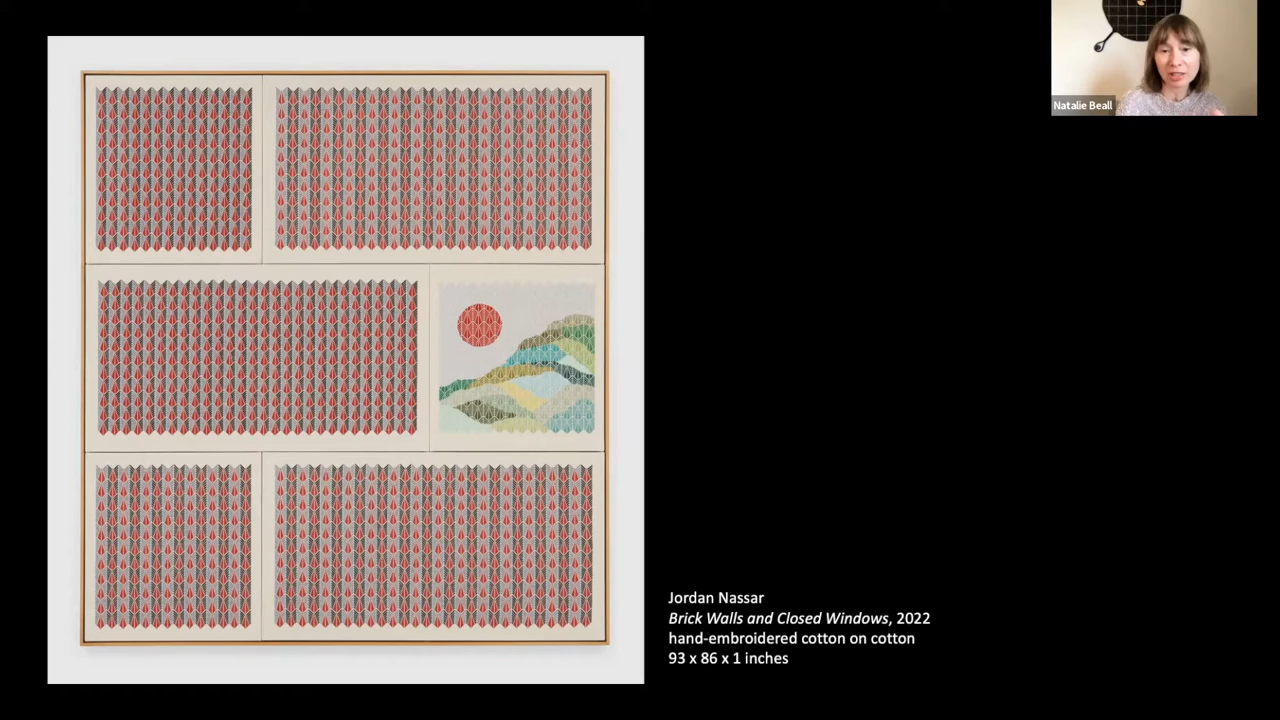 Natalie Beall
Jordan Nassar
Brick Walls and Closed Windows, 2022
hand-embroidered cotton on cotton
93 x 86 x 1 inches